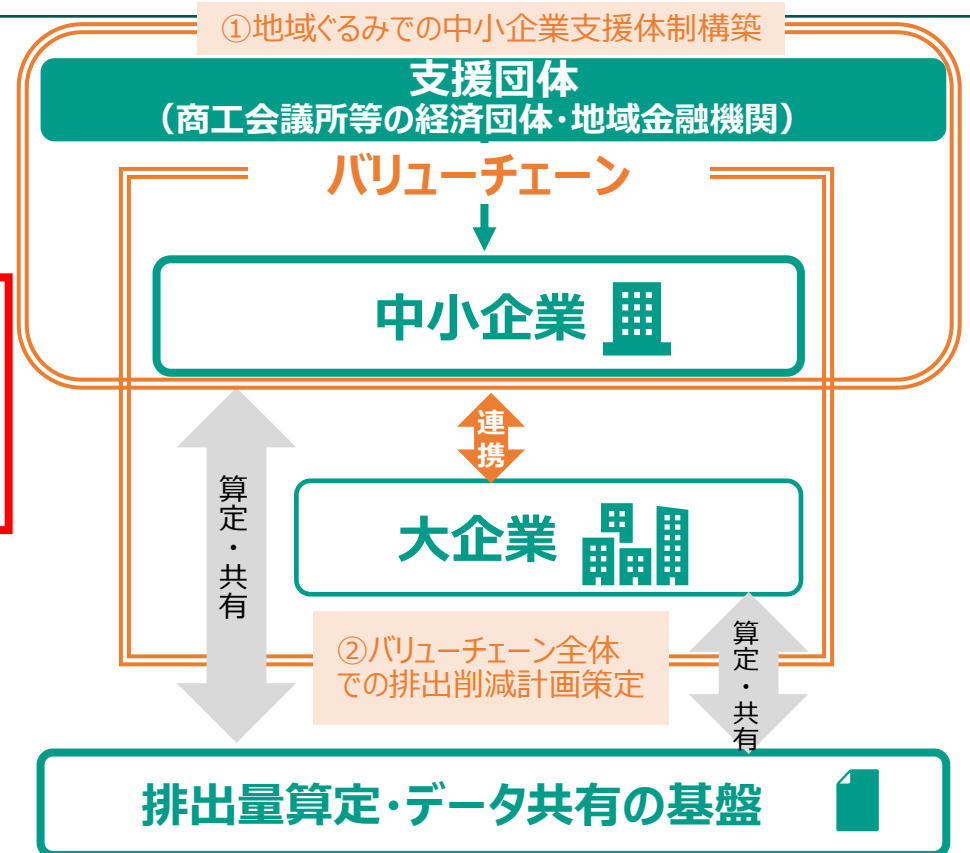 ①地域ぐるみでの中小企業支援体制構築
支援団体
（商工会議所等の経済団体・地域金融機関）
バリューチェーン
中小企業
連携
算定・共有
大企業
算定・共有
②バリューチェーン全体
での排出削減計画策定
排出量算定・データ共有の基盤